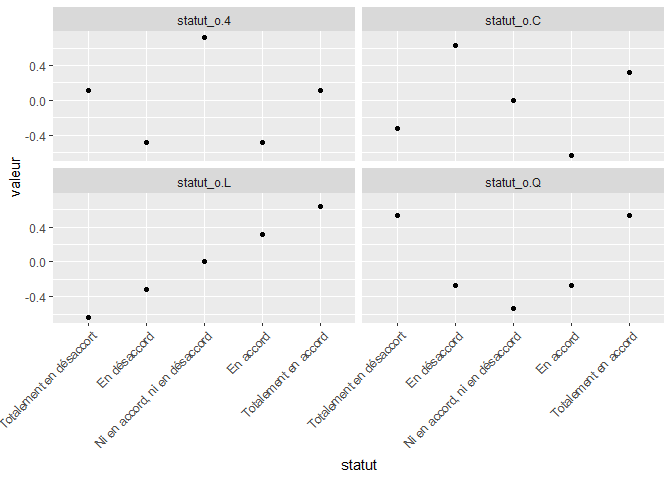 statut_o.4
statut_o.C
0.4
0.0
-0.4
valeur
statut_o.L
statut_o.Q
0.4
0.0
-0.4
Totalement en désaccort
En désaccord
Ni en accord, ni en désaccord
En accord
Totalement en accord
Totalement en désaccort
En désaccord
Ni en accord, ni en désaccord
En accord
Totalement en accord
statut